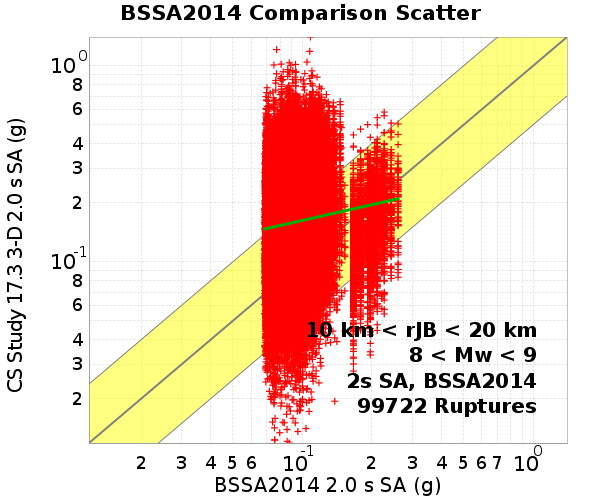 BSSA2014 Comparison Scatter
CS Study 17.3 3-D 2.0 s SA (g)
10⁰
8
6
4
3
2
10⁻¹
8
6
4
3
2
10 km < rJB < 20 km
8 < Mw < 9
2s SA, BSSA2014
99722 Ruptures
2 3 4 5 6 10⁻¹ 2 3 4 5 6 7 10⁰
BSSA2014 2.0 s SA (g)